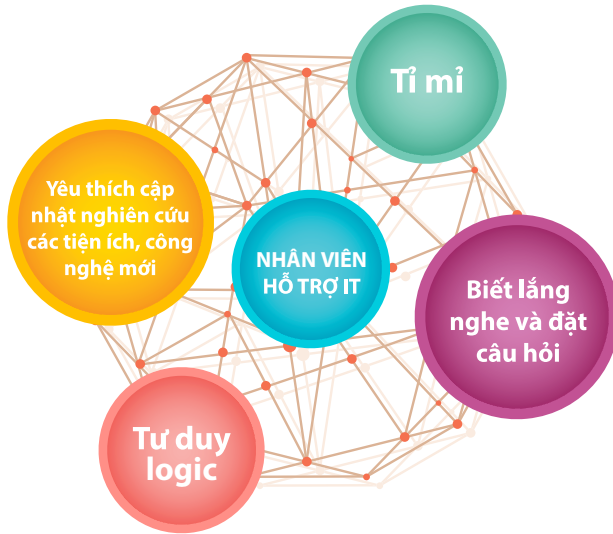 Tỉ mỉ
Yêu thích cập
nhật nghiên cứu
các tiện ích, công
nghệ mới
NHÂN VIÊN
HỖ TRỢ IT
Biết lắng
nghe và đặt
câu hỏi
Tư duy
logic